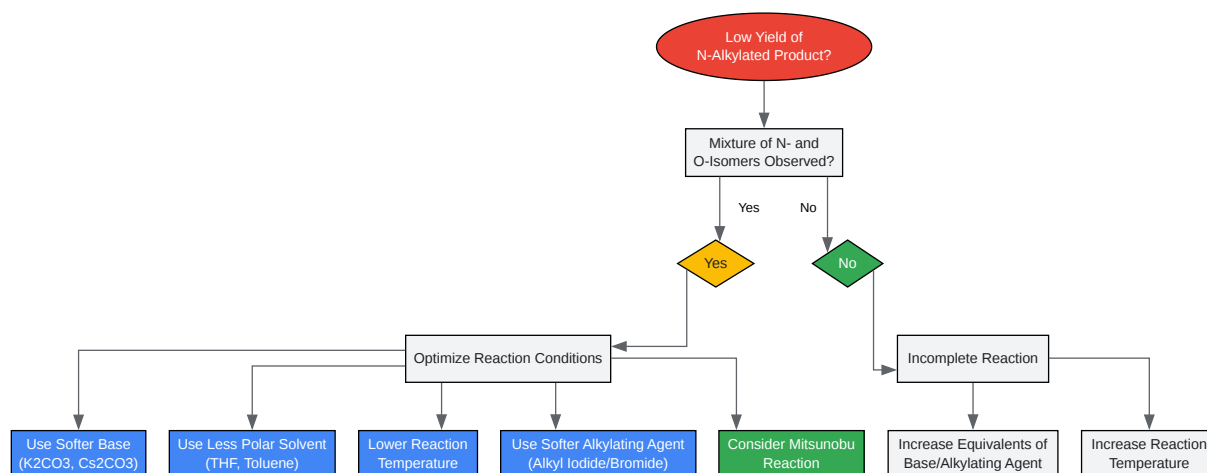 Low Yield of
N-Alkylated Product?
Mixture of N- and
O-Isomers Observed?
Yes
No
Yes
No
Optimize Reaction Conditions
Incomplete Reaction
Use Softer Base
(K2CO3, Cs2CO3)
Use Less Polar Solvent
(THF, Toluene)
Lower Reaction
Temperature
Use Softer Alkylating Agent
(Alkyl Iodide/Bromide)
Consider Mitsunobu
Reaction
Increase Equivalents of
Base/Alkylating Agent
Increase Reaction
Temperature